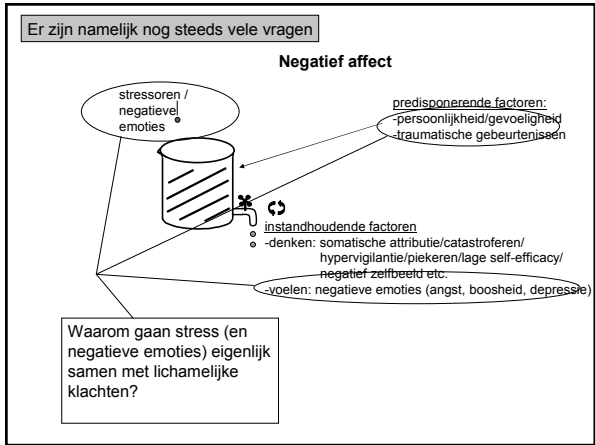 Er zijn namelijk nog steeds vele vragen
Negatief affect
stressoren /
negatieve
emoties
predisponerende factoren:
-persoonlijkheid/gevoeligheid
-traumatische gebeurtenissen
instandhoudende factoren
-denken: somatische attributie/catastroferen/
hypervigilantie/piekeren/lage self-efficacy/
negatief zelfbeeld etc.
-voelen: negatieve emoties (angst, boosheid, depressie)
Waarom gaan stress (en
negatieve emoties) eigenlijk
samen met lichamelijke
klachten?